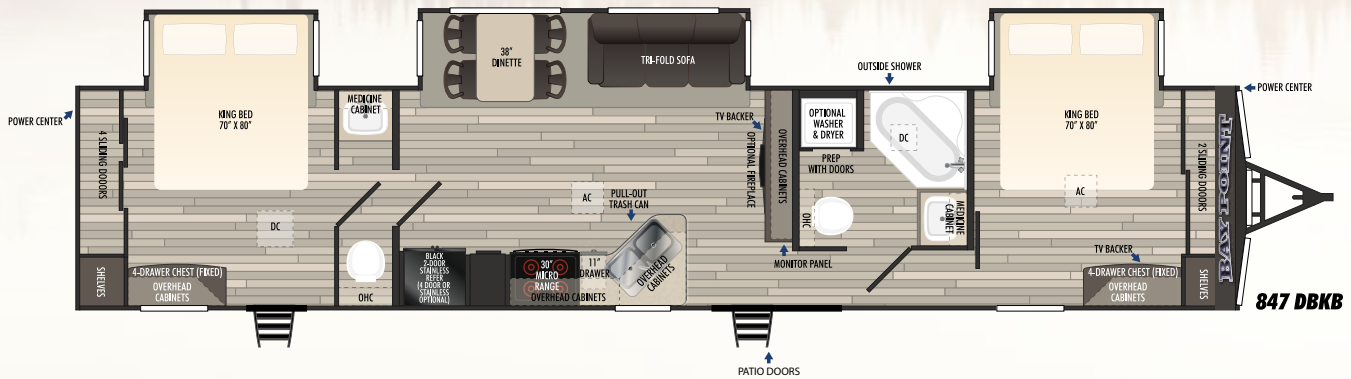 POWER CENTER
4 SLIDING DOOORS
SHELVES
KING BED
70" X 80"
DC
4-DRAWER CHEST (FIXED)
OVERHEAD
CABINETS
MEDICINE
CABINET
OHC
38"
DINETTE
TRI-FOLD SOFA
BLACK
2-DOOR
STAINLESS
REFER
(4 DOOR OR
STAINLESS
OPTIONAL)
30"
MICRO
RANGE
OVERHEAD CABINETS
11"
DRAWER
OVERHEAD
CABINETS
AC
PULL-OUT
TRASH CAN
TV BACKER
OPTIONAL FIREPLACE
OVERHEAD CABINETS
MONITOR PANEL
PATIO DOORS
OPTIONAL
WASHER
& DRYER
PREP
WITH DOORS
OHC
OUTSIDE SHOWER
DC
MEDICINE
CABINET
KING BED
70" X 80"
AC
TV BACKER
4-DRAWER CHEST (FIXED)
OVERHEAD
CABINETS
2 SLIDING DOOORS
SHELVES
POWER CENTER
BAY POINT
847 DBKB